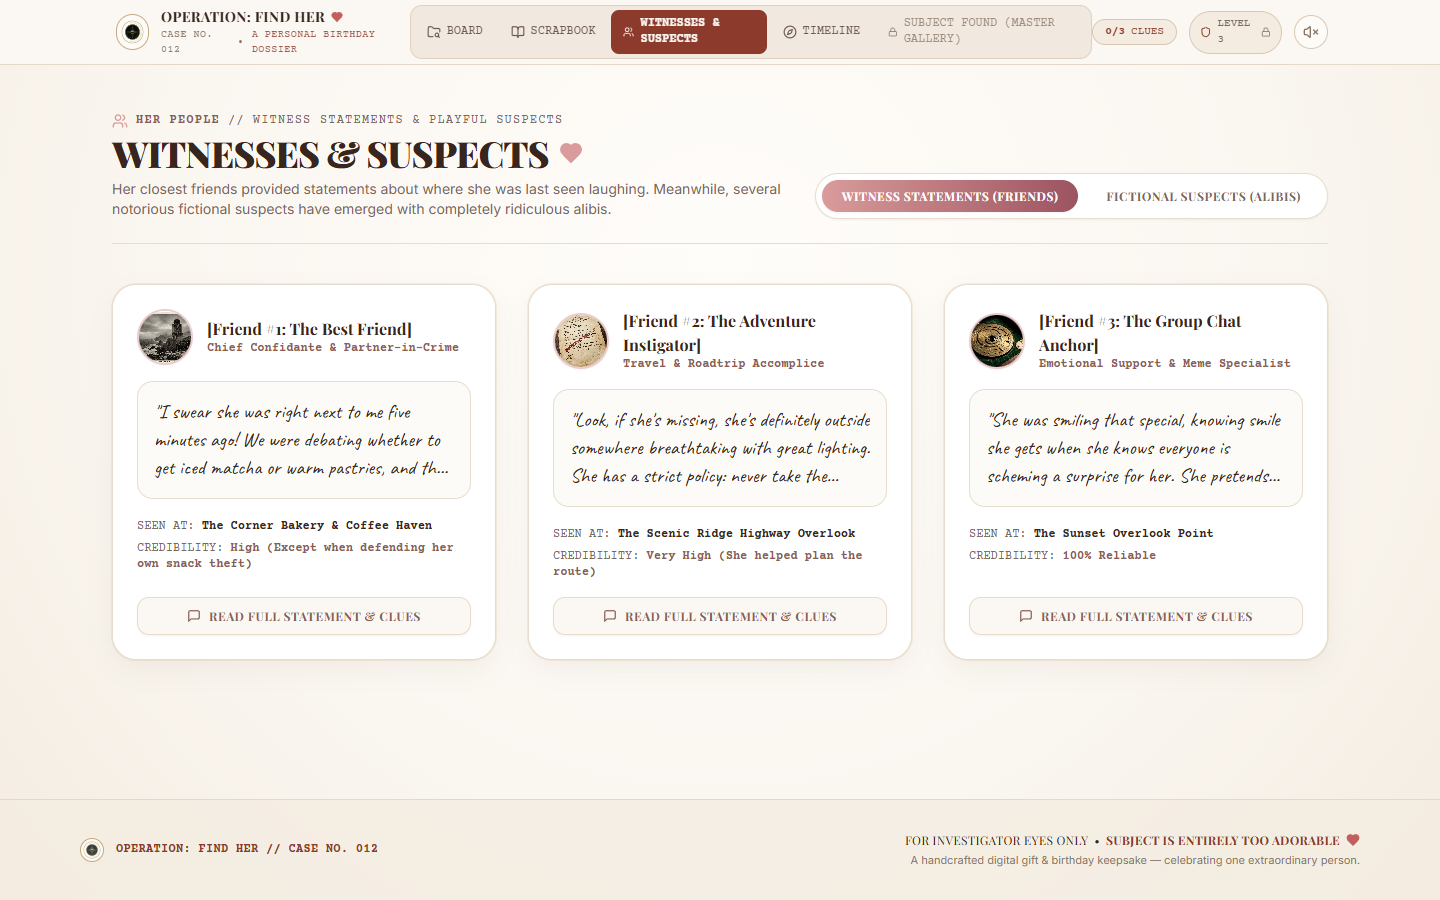 OPERATION: FIND HER
CASE NO. 012 • A PERSONAL BIRTHDAY DOSSIER
BOARD
SCRAPBOOK
WITNESSES & SUSPECTS
TIMELINE
SUBJECT FOUND (MASTER GALLERY)
0/3 CLUES
LEVEL 3
HER PEOPLE // WITNESS STATEMENTS & PLAYFUL SUSPECTS
WITNESSES & SUSPECTS
Her closest friends provided statements about where she was last seen laughing. Meanwhile, several
notorious fictional suspects have emerged with completely ridiculous alibis.
WITNESS STATEMENTS (FRIENDS)
FICTIONAL SUSPECTS (ALIBIS)
[Friend #1: The Best Friend]
Chief Confidante & Partner-in-Crime
"I swear she was right next to me five
minutes ago! We were debating whether to
get iced matcha or warm pastries, and th...
SEEN AT: The Corner Bakery & Coffee Haven
CREDIBILITY: High (Except when defending her
own snack theft)
READ FULL STATEMENT & CLUES
[Friend #2: The Adventure
Instigator]
Travel & Roadtrip Accomplice
"Look, if she's missing, she's definitely outside
somewhere breathtaking with great lighting.
She has a strict policy: never take the...
SEEN AT: The Scenic Ridge Highway Overlook
CREDIBILITY: Very High (She helped plan the
route)
READ FULL STATEMENT & CLUES
[Friend #3: The Group Chat
Anchor]
Emotional Support & Meme Specialist
"She was smiling that special, knowing smile
she gets when she knows everyone is
scheming a surprise for her. She pretends...
SEEN AT: The Sunset Overlook Point
CREDIBILITY: 100% Reliable
READ FULL STATEMENT & CLUES
OPERATION: FIND HER // CASE NO. 012
FOR INVESTIGATOR EYES ONLY • SUBJECT IS ENTIRELY TOO ADORABLE
A handcrafted digital gift & birthday keepsake — celebrating one extraordinary person.